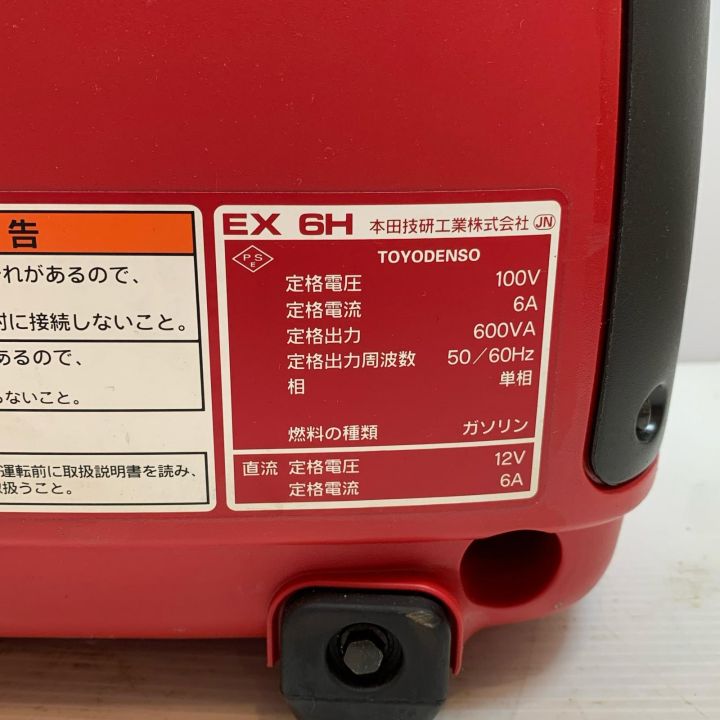 告
それがあるので、
対に接続しないこと。
あるので、
ないこと。
運転前に取扱説明書を読み、
扱うこと。
EX 6H 本田技研工業株式会社 JN
PSE TOYODENSO
定格電圧 100V
定格電流 6A
定格出力 600VA
定格出力周波数 50/60Hz
相 単相
燃料の種類 ガソリン
直流 定格電圧 12V
定格電流 6A